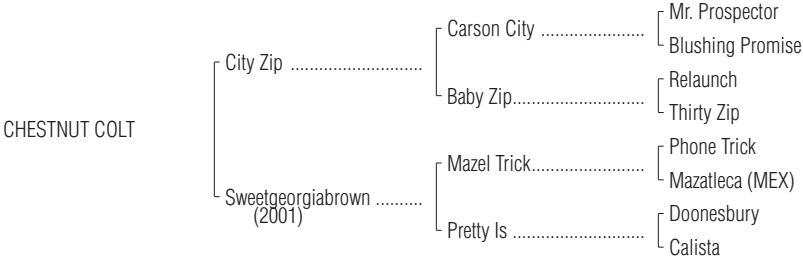 Mr. Prospector
Carson City ......................
Blushing Promise
City Zip ...........................
Relaunch
Baby Zip...........................
Thirty Zip
CHESTNUT COLT
Phone Trick
Mazel Trick.......................
Mazatleca (MEX)
Sweetgeorgiabrown ..........
(2001)
Doonesbury
Pretty Is ...........................
Calista